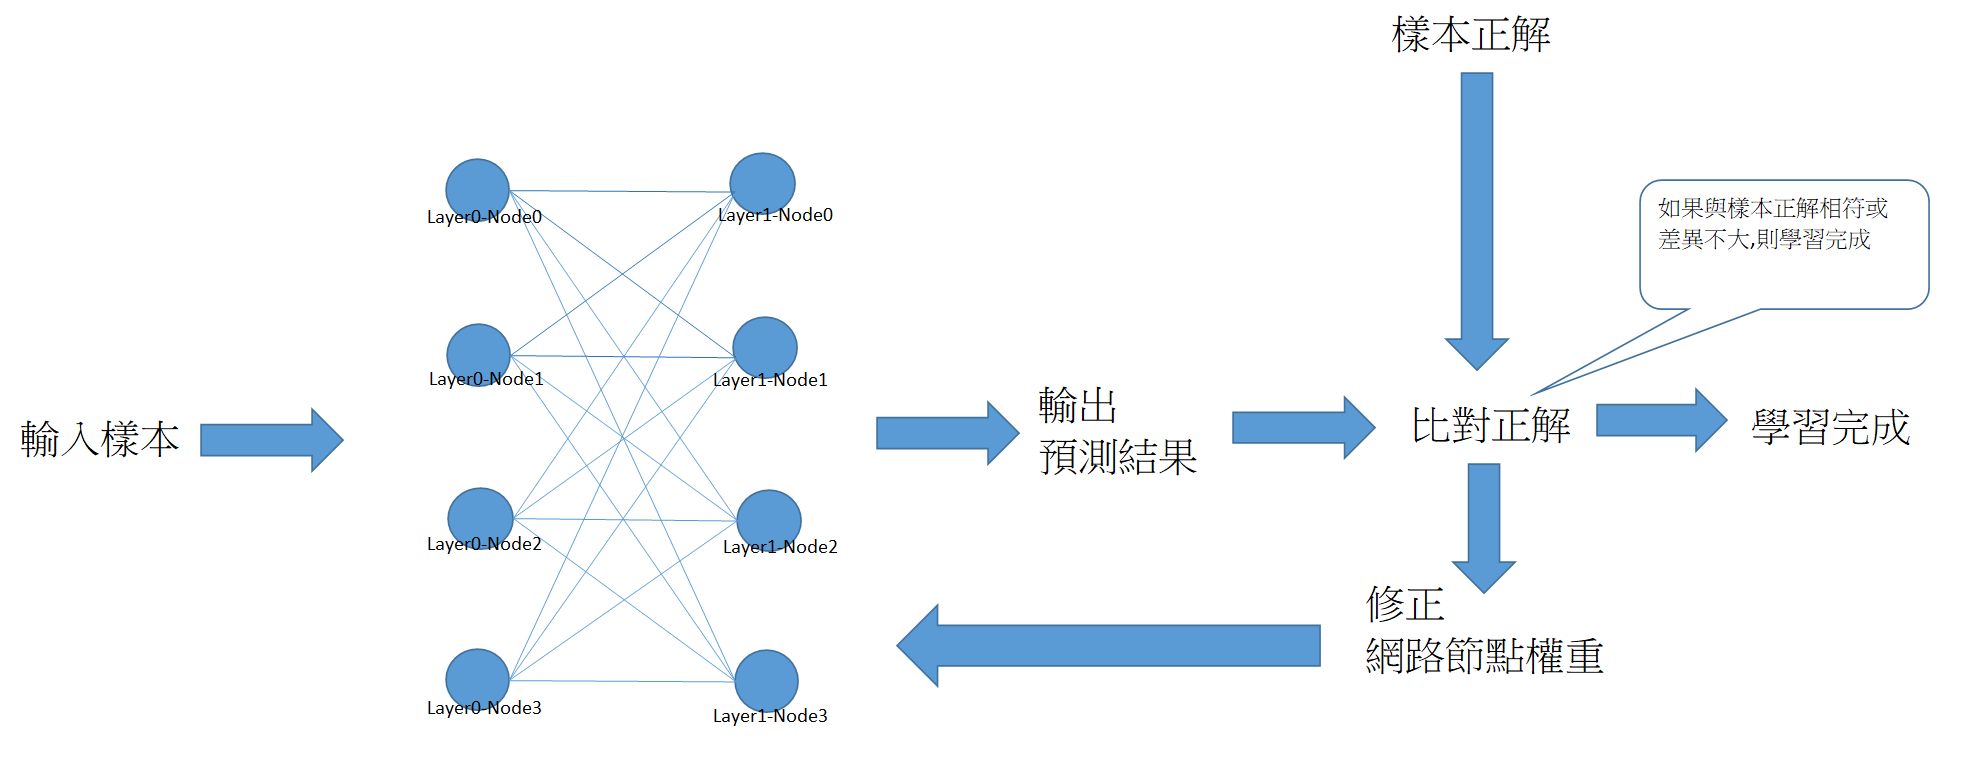 樣本正解
如果與樣本正解相符或
差異不大,則學習完成
Layer0-Node0
Layer1-Node0
Layer0-Node1
Layer1-Node1
輸入樣本
輸出
預測結果
比對正解
學習完成
Layer0-Node2
Layer1-Node2
修正
網路節點權重
Layer0-Node3
Layer1-Node3